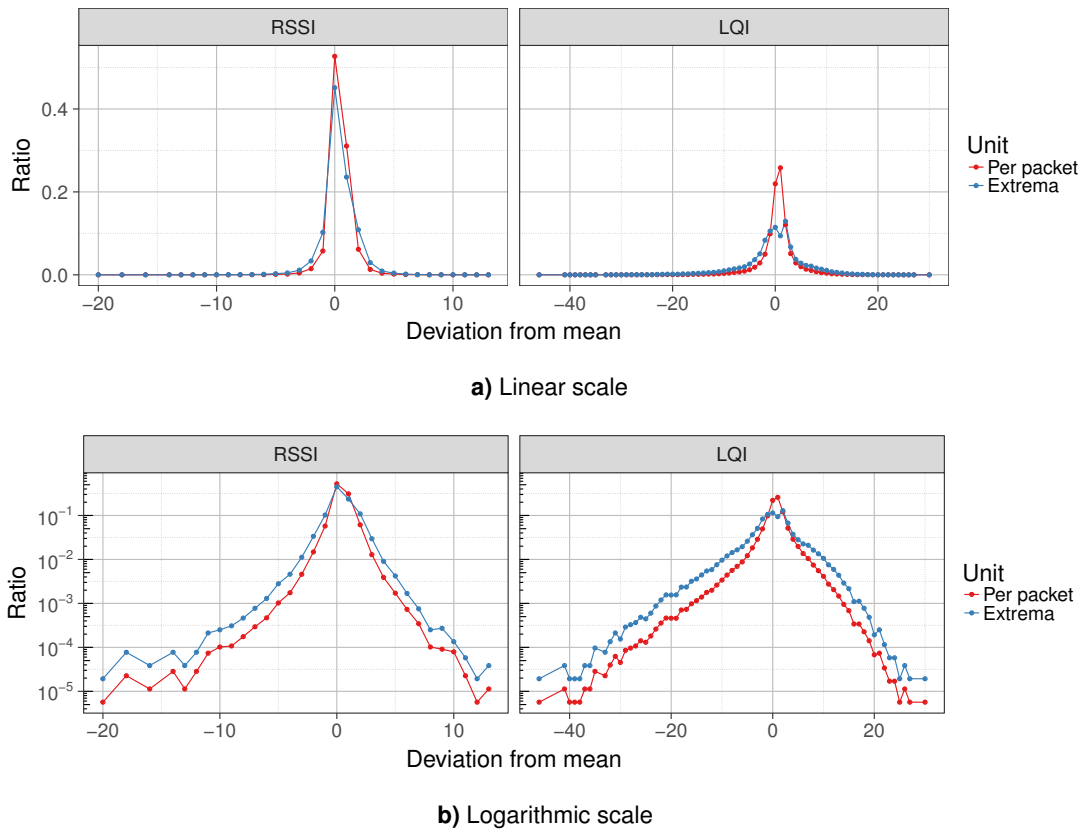 RSSI
LQI
0.4
0.2
0.0
Ratio
−20
−10
0
10
−40
−20
0
20
Deviation from mean
Unit
Per packet
Extrema
a) Linear scale
RSSI
LQI
10−1
10−2
10−3
10−4
10−5
Ratio
−20
−10
0
10
−40
−20
0
20
Deviation from mean
Unit
Per packet
Extrema
b) Logarithmic scale